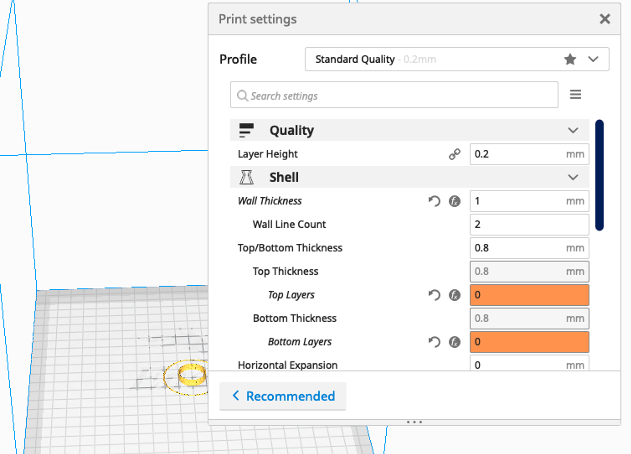 Print settings
Profile
Standard Quality - 0.2mm
Search settings
Quality
Layer Height 0.2 mm
Shell
Wall Thickness 1 mm
Wall Line Count 2
Top/Bottom Thickness 0.8 mm
Top Thickness 0.8 mm
Top Layers 0
Bottom Thickness 0.8 mm
Bottom Layers 0
Horizontal Expansion 0 mm
Recommended